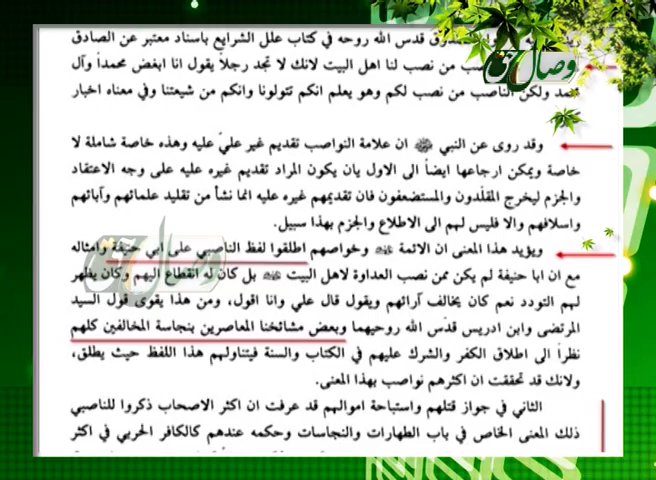 الصدوق قدس الله روحه في كتاب علل الشرايع باسناد معتبر عن الصادق
من نصب لنا اهل البيت لانك لا تجد رجلاً يقول انا ابغض محمداً وآل
محمد ولكن الناصب من نصب لكم وهو يعلم انكم تتولونا وانكم من شيعتنا وفي معناه اخبار
وقد روى عن النبي ﷺ ان علامة النواصب تقديم غير عليّ عليه وهذه خاصة شاملة لا
خاصة ويمكن ارجاعها ايضاً الى الاول بان يكون المراد تقديم غيره عليه على وجه الاعتقاد
والجزم ليخرج المقلّدون والمستضعفون فان تقديمهم غيره عليه انما نشأ من تقليد علمائهم وآبائهم
واسلافهم والا فليس لهم الى الاطلاع والجزم بهذا سبيل.
ويؤيد هذا المعنى ان الائمة وخواصهم اطلقوا لفظ الناصبي على ابي حنيفة وامثاله
مع ان ابا حنيفة لم يكن ممن نصب العداوة لاهل البيت بل كان له انقطاع اليهم وكان يظهر
لهم التودد نعم كان يخالف آرائهم ويقول قال علي وانا اقول، ومن هذا يقوى قول السيد
المرتضى وابن ادريس قدّس الله روحيهما وبعض مشائخنا المعاصرين بنجاسة المخالفين كلهم
نظراً الى اطلاق الكفر والشرك عليهم في الكتاب والسنة فيتناولهم هذا اللفظ حيث يطلق،
ولانك قد تحققت ان اكثرهم نواصب بهذا المعنى.
الثاني في جواز قتلهم واستباحة اموالهم قد عرفت ان اكثر الاصحاب ذكروا للناصبي
ذلك المعنى الخاص في باب الطهارات والنجاسات وحكمه عندهم كالكافر الحربي في اكثر
وصال حق
وصال حق